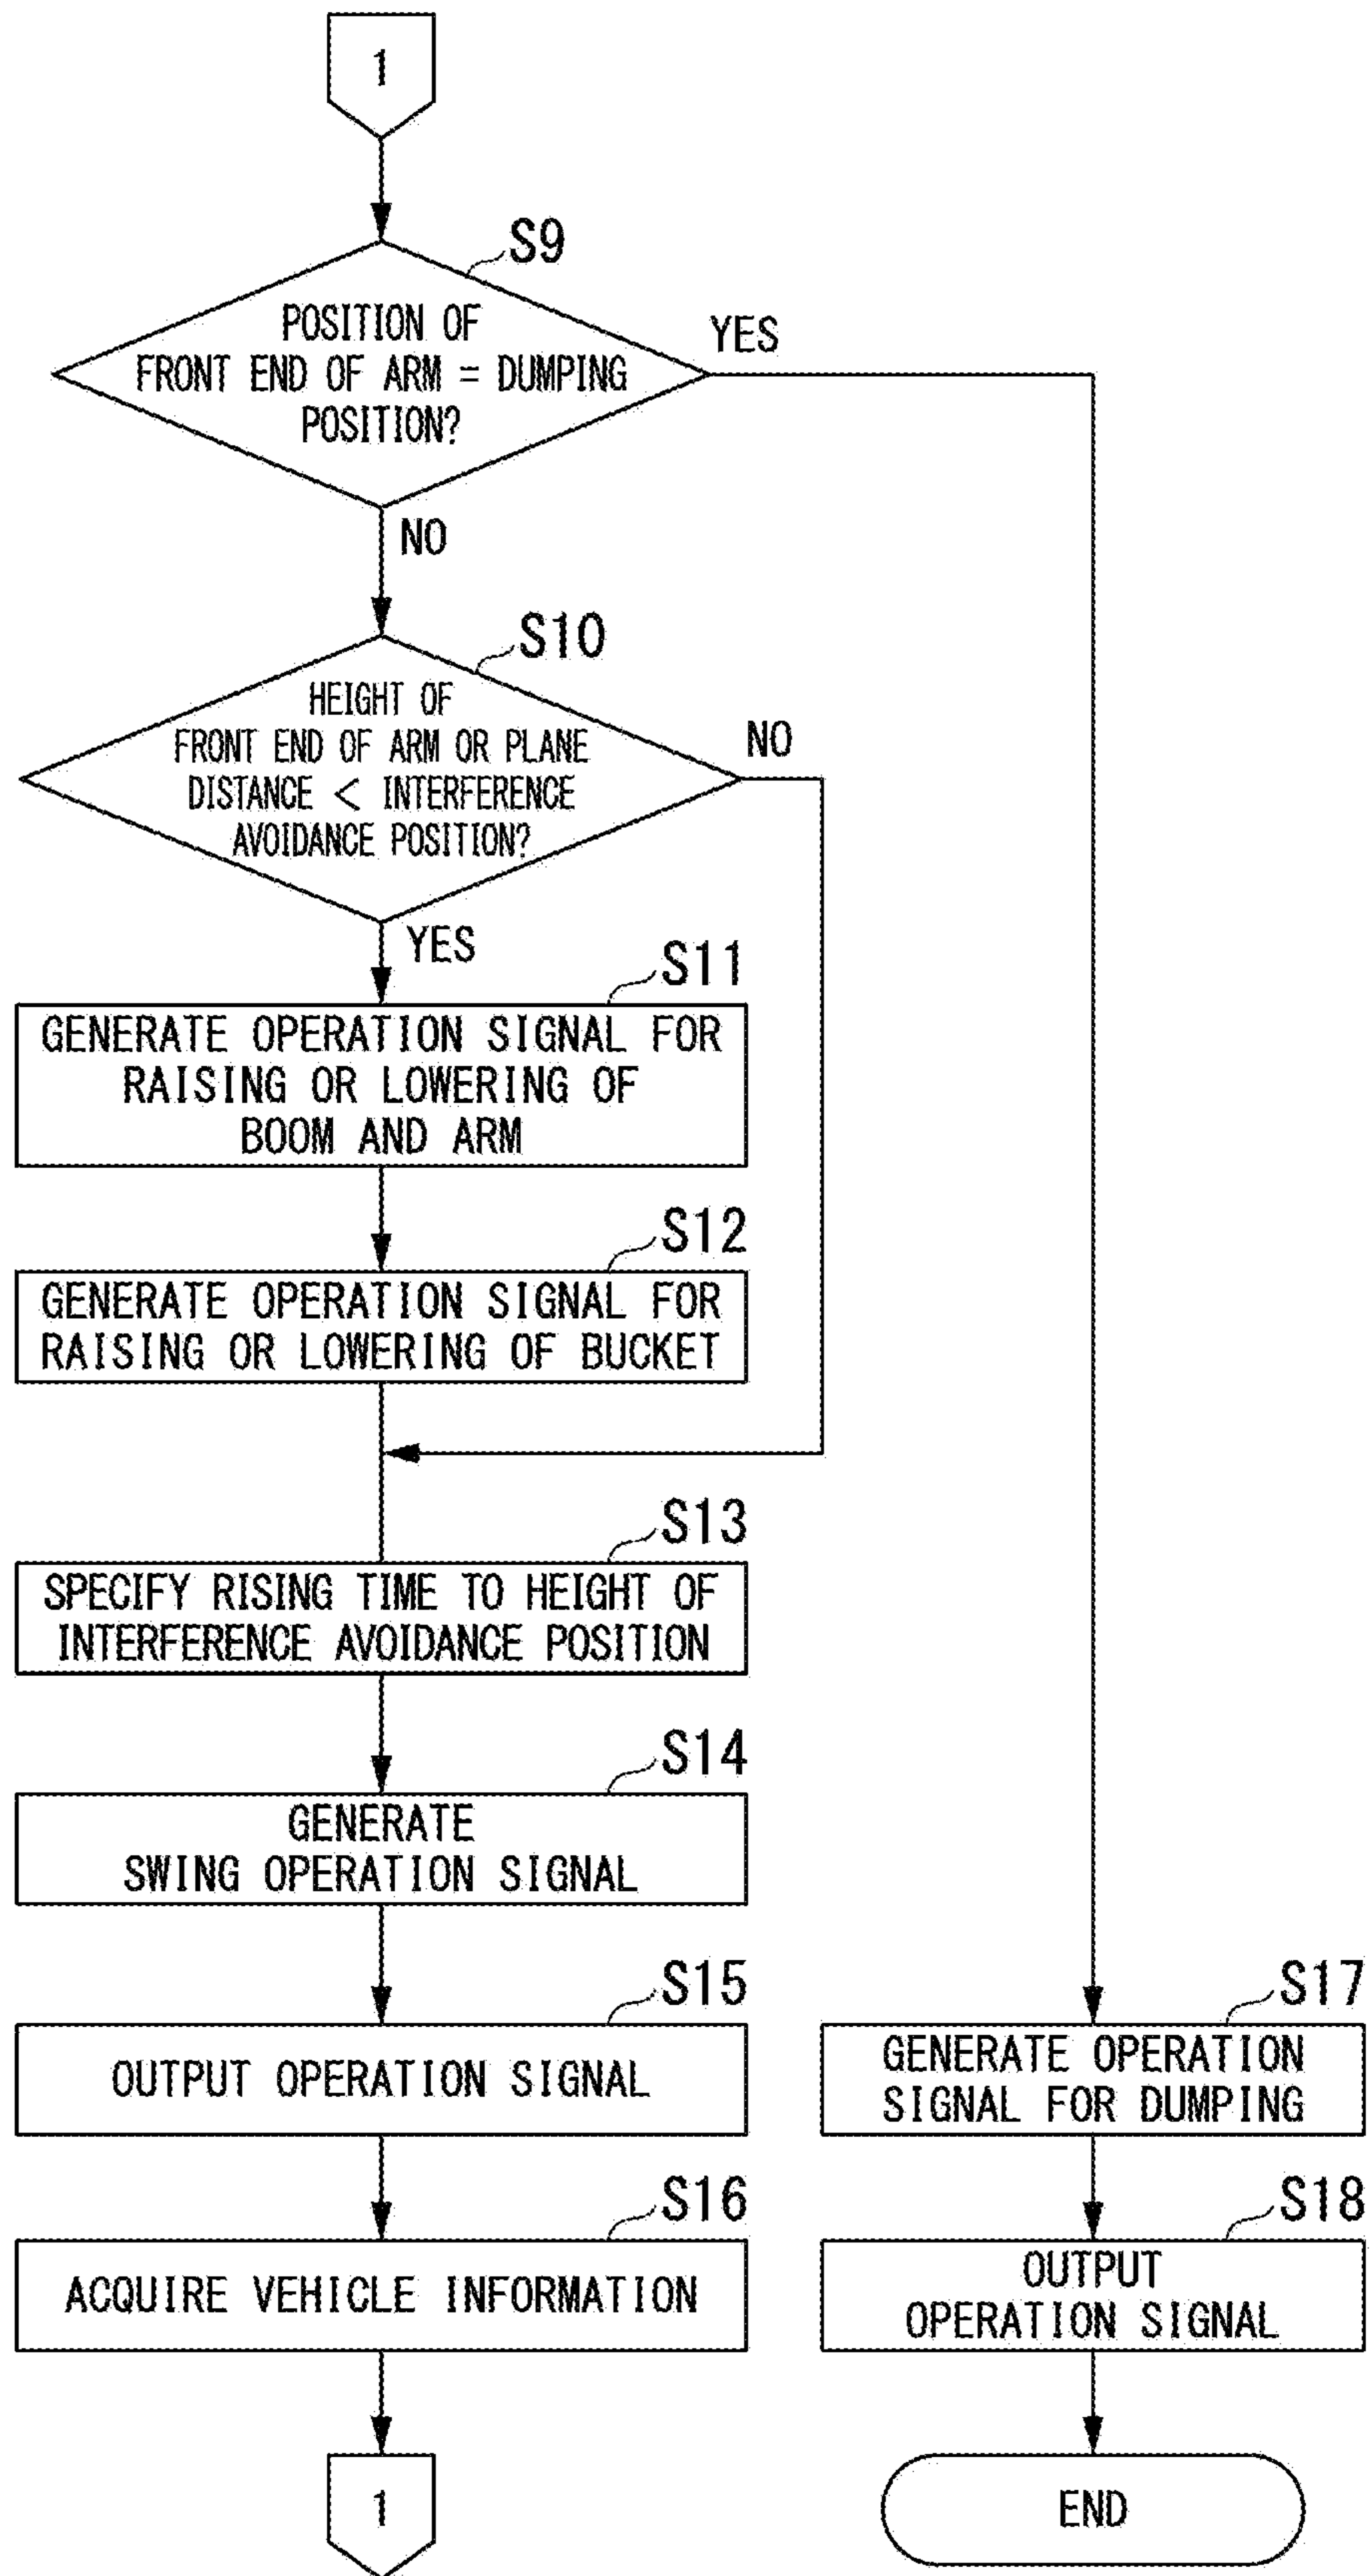 1
S9
POSITION OF
FRONT END OF ARM = DUMPING
POSITION?
YES
NO
S10
HEIGHT OF
FRONT END OF ARM OR PLANE
DISTANCE < INTERFERENCE
AVOIDANCE POSITION?
NO
YES
S11
GENERATE OPERATION SIGNAL FOR
RAISING OR LOWERING OF
BOOM AND ARM
S12
GENERATE OPERATION SIGNAL FOR
RAISING OR LOWERING OF BUCKET
S13
SPECIFY RISING TIME TO HEIGHT OF
INTERFERENCE AVOIDANCE POSITION
S14
GENERATE
SWING OPERATION SIGNAL
S15
OUTPUT OPERATION SIGNAL
S16
ACQUIRE VEHICLE INFORMATION
1
S17
GENERATE OPERATION
SIGNAL FOR DUMPING
S18
OUTPUT
OPERATION SIGNAL
END